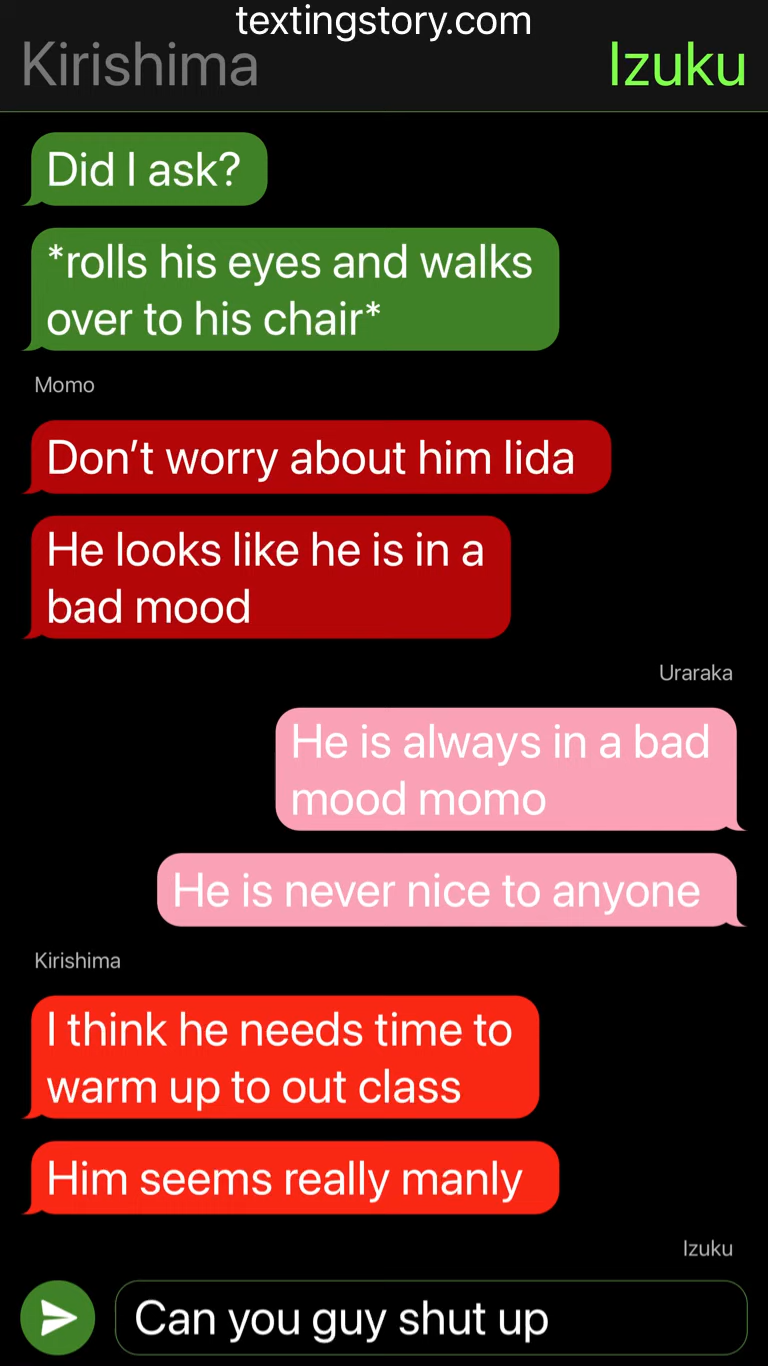 textingstory.com
Kirishima
Izuku
Did I ask?
*rolls his eyes and walks
over to his chair*
Momo
Don’t worry about him Iida
He looks like he is in a
bad mood
Uraraka
He is always in a bad
mood momo
He is never nice to anyone
Kirishima
I think he needs time to
warm up to out class
Him seems really manly
Izuku
Can you guy shut up